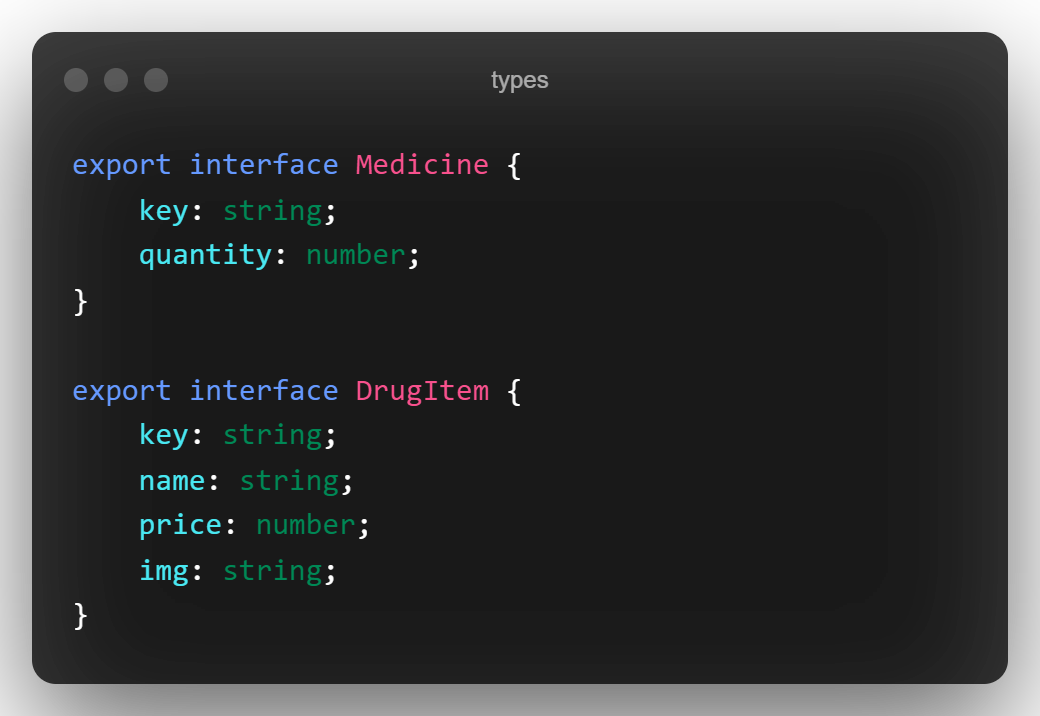 types
export interface Medicine {
    key: string;
    quantity: number;
}

export interface DrugItem {
    key: string;
    name: string;
    price: number;
    img: string;
}